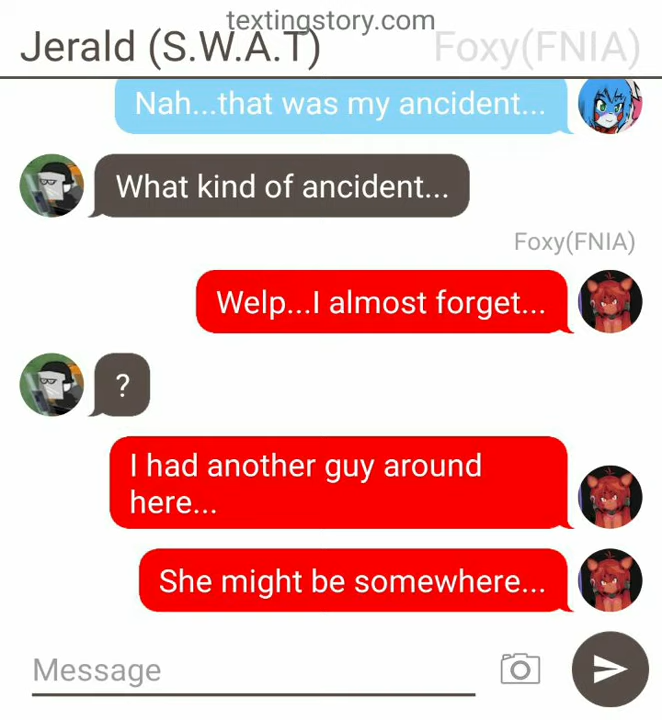 textingstory.com
Jerald (S.W.A.T)
Foxy(FNIA)
Nah...that was my ancident...
What kind of ancident...
Foxy(FNIA)
Welp...I almost forget...
?
I had another guy around
here...
She might be somewhere...
Message